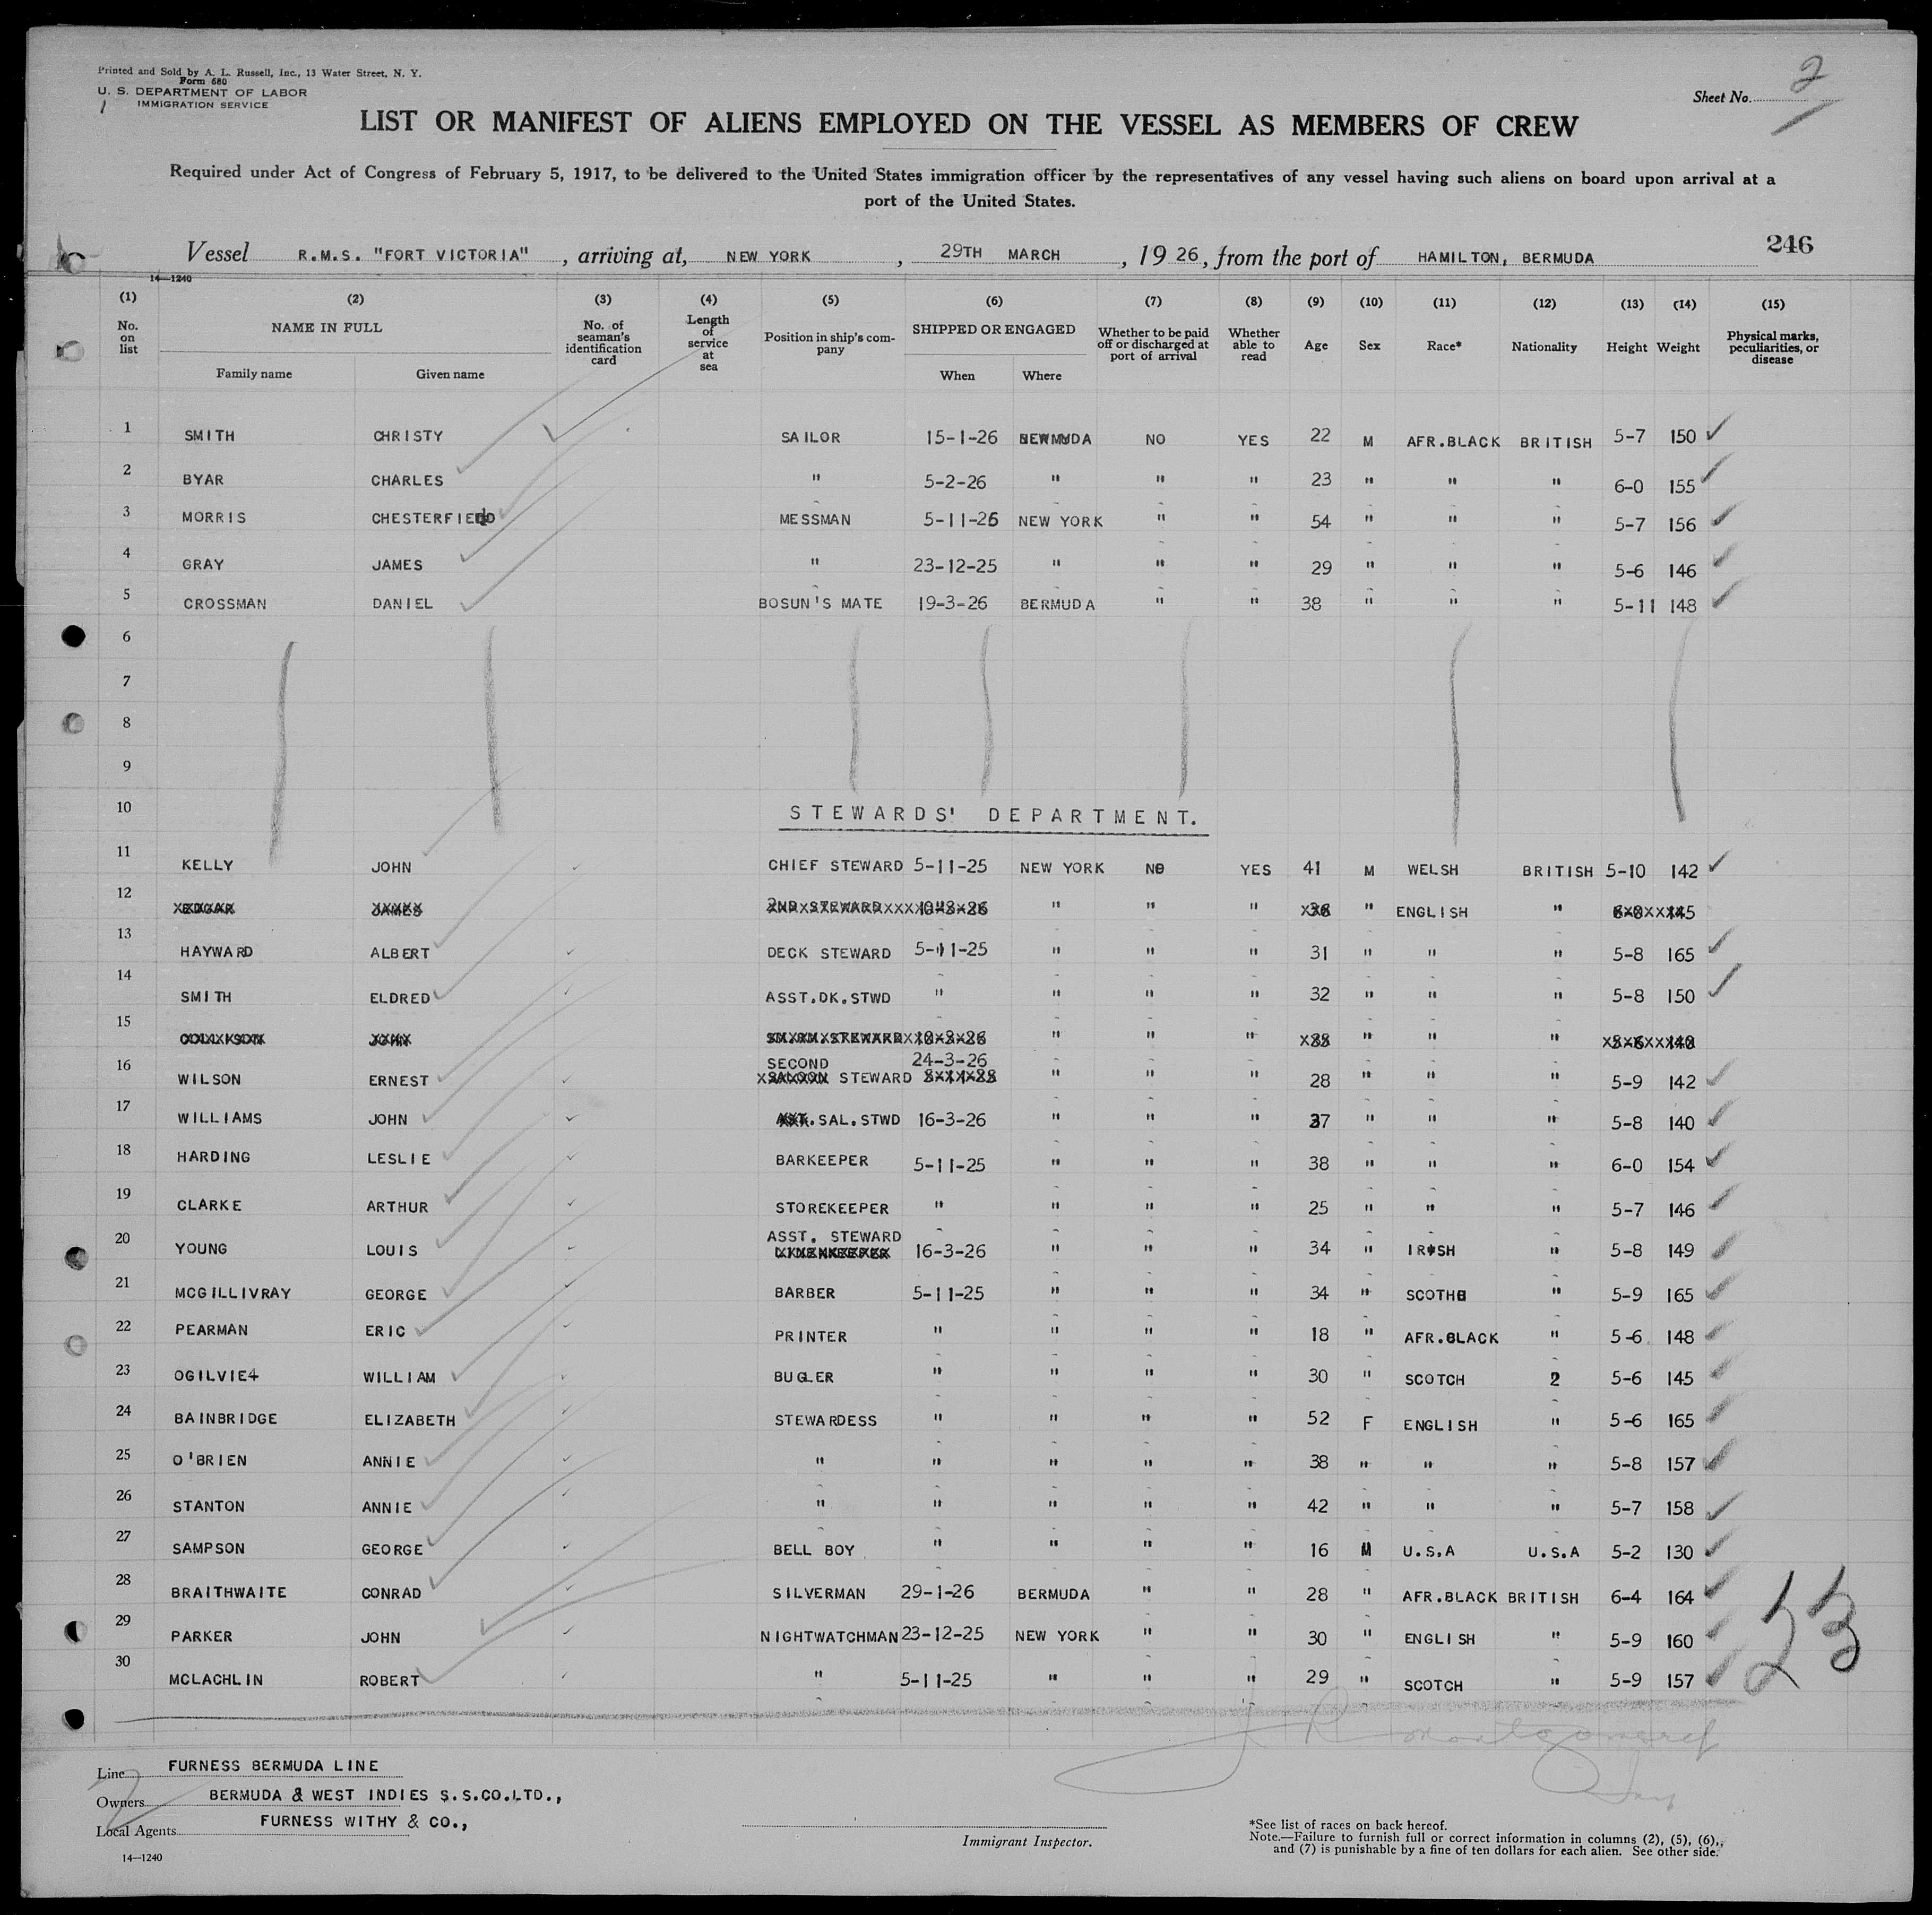 Printed and Sold by A. L. Russell, Inc., 13 Water Street, N. Y.
Form 680
U. S. DEPARTMENT OF LABOR
IMMIGRATION SERVICE
Sheet No. 2
LIST OR MANIFEST OF ALIENS EMPLOYED ON THE VESSEL AS MEMBERS OF CREW
Required under Act of Congress of February 5, 1917, to be delivered to the United States immigration officer by the representatives of any vessel having such aliens on board upon arrival at a
port of the United States.
Vessel R.M.S. "FORT VICTORIA", arriving at, NEW YORK, 29TH MARCH, 1926, from the port of HAMILTON, BERMUDA 246
14—1240
(1) (2) (3) (4) (5) (6) (7) (8) (9) (10) (11) (12) (13) (14) (15)
No. on list NAME IN FULL Family name Given name No. of seaman's identification card Length of service at sea Position in ship's company SHIPPED OR ENGAGED When Where Whether to be paid off or discharged at port of arrival Whether able to read Age Sex Race* Nationality Height Weight Physical marks, peculiarities, or disease
1 SMITH CHRISTY SAILOR 15-1-26 BERMUDA NO YES 22 M AFR.BLACK BRITISH 5-7 150
2 BYAR CHARLES " 5-2-26 " " " 23 " " " 6-0 155
3 MORRIS CHESTERFIELD MESSMAN 5-11-25 NEW YORK " " 54 " " " 5-7 156
4 GRAY JAMES " 23-12-25 " " " 29 " " " 5-6 146
5 CROSSMAN DANIEL BOSUN'S MATE 19-3-26 BERMUDA " " 38 " " " 5-11 148
6
7
8
9
10 STEWARDS' DEPARTMENT.
11 KELLY JOHN CHIEF STEWARD 5-11-25 NEW YORK NO YES 41 M WELSH BRITISH 5-10 142
12 EDGAR JAMES 2ND STEWARD " " " 36 " ENGLISH " 145
13 HAYWARD ALBERT DECK STEWARD 5-11-25 " " " 31 " " " 5-8 165
14 SMITH ELDRED ASST.DK.STWD " " " " 32 " " " 5-8 150
15 JOHN SM.RM.STEWARD " " " " " "
16 WILSON ERNEST SECOND STEWARD 24-3-26 " " " 28 " " " 5-9 142
17 WILLIAMS JOHN SAL.STWD 16-3-26 " " " 37 " " " 5-8 140
18 HARDING LESLIE BARKEEPER 5-11-25 " " " 38 " " " 6-0 154
19 CLARKE ARTHUR STOREKEEPER " " " " 25 " " " 5-7 146
20 YOUNG LOUIS ASST. STEWARD LINENKEEPER 16-3-26 " " " 34 " IRISH " 5-8 149
21 MCGILLIVRAY GEORGE BARBER 5-11-25 " " " 34 " SCOTH " 5-9 165
22 PEARMAN ERIC PRINTER " " " " 18 " AFR.BLACK " 5-6 148
23 OGILVIE4 WILLIAM BUGLER " " " " 30 " SCOTCH 2 5-6 145
24 BAINBRIDGE ELIZABETH STEWARDESS " " " " 52 F ENGLISH " 5-6 165
25 O'BRIEN ANNIE " " " " " 38 " " " 5-8 157
26 STANTON ANNIE " " " " " 42 " " " 5-7 158
27 SAMPSON GEORGE BELL BOY " " " " 16 M U.S.A U.S.A 5-2 130
28 BRAITHWAITE CONRAD SILVERMAN 29-1-26 BERMUDA " " 28 " AFR.BLACK BRITISH 6-4 164
29 PARKER JOHN NIGHTWATCHMAN 23-12-25 NEW YORK " " 30 " ENGLISH " 5-9 160
30 MCLACHLIN ROBERT " 5-11-25 " " " 29 " SCOTCH " 5-9 157
23
J R Montgomery
Line FURNESS BERMUDA LINE
Owners BERMUDA & WEST INDIES S.S.CO.LTD.,
Local Agents FURNESS WITHY & CO.,
Immigrant Inspector.
*See list of races on back hereof.
Note.—Failure to furnish full or correct information in columns (2), (5), (6),
and (7) is punishable by a fine of ten dollars for each alien. See other side.
14—1240